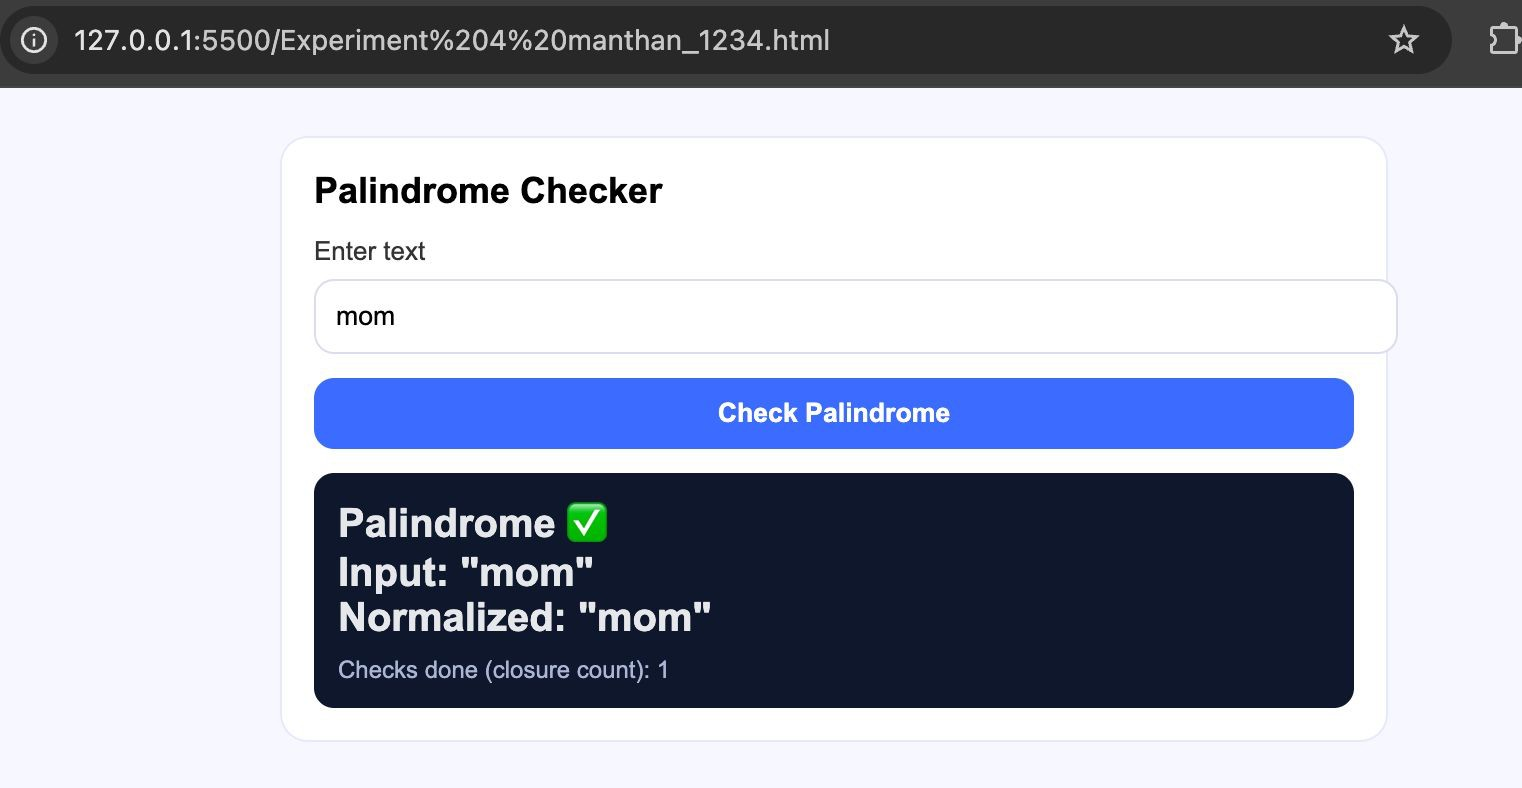 127.0.0.1:5500/Experiment%204%20manthan_1234.html
Palindrome Checker
Enter text
mom
Check Palindrome
Palindrome ✅
Input: "mom"
Normalized: "mom"
Checks done (closure count): 1